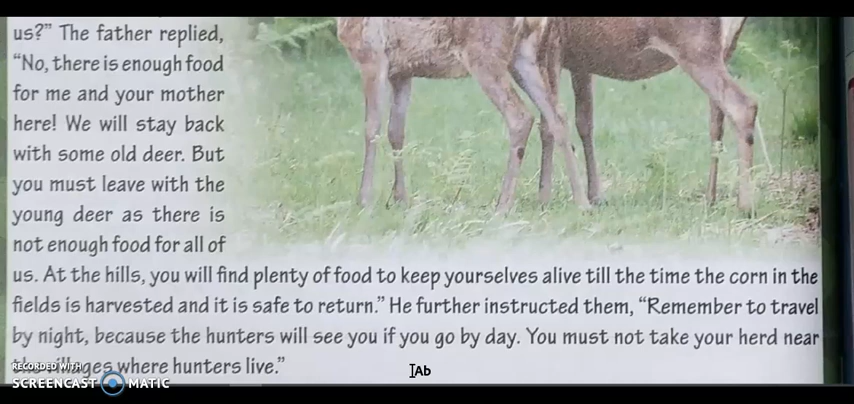 us?” The father replied,
“No, there is enough food
for me and your mother
here! We will stay back
with some old deer. But
you must leave with the
young deer as there is
not enough food for all of
us. At the hills, you will find plenty of food to keep yourselves alive till the time the corn in the
fields is harvested and it is safe to return.” He further instructed them, “Remember to travel
by night, because the hunters will see you if you go by day. You must not take your herd near
the villages where hunters live.”
RECORDED WITH
SCREENCAST MATIC
Ab